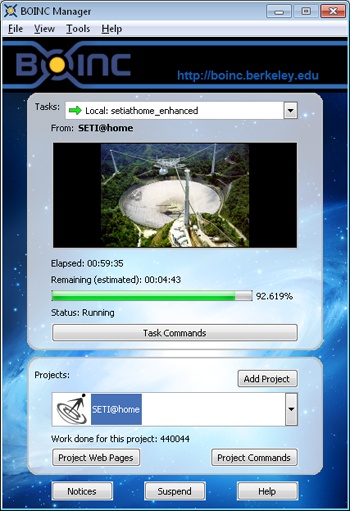 BOINC Manager
File View Tools Help
BOINC
http://boinc.berkeley.edu
Tasks: Local: setiathome_enhanced
From: SETI@home
Elapsed: 00:59:35
Remaining (estimated): 00:04:43
92.619%
Status: Running
Task Commands
Projects:
Add Project
SETI@home
Work done for this project: 440044
Project Web Pages Project Commands
Notices Suspend Help